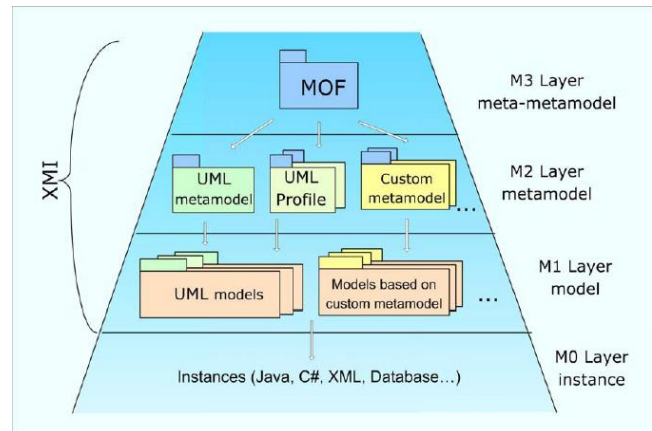 XMI
MOF
M3 Layer
meta-metamodel
UML
metamodel
UML
Profile
Custom
metamodel
...
M2 Layer
metamodel
UML models
Models based on
custom metamodel
...
M1 Layer
model
Instances (Java, C#, XML, Database...)
M0 Layer
instance